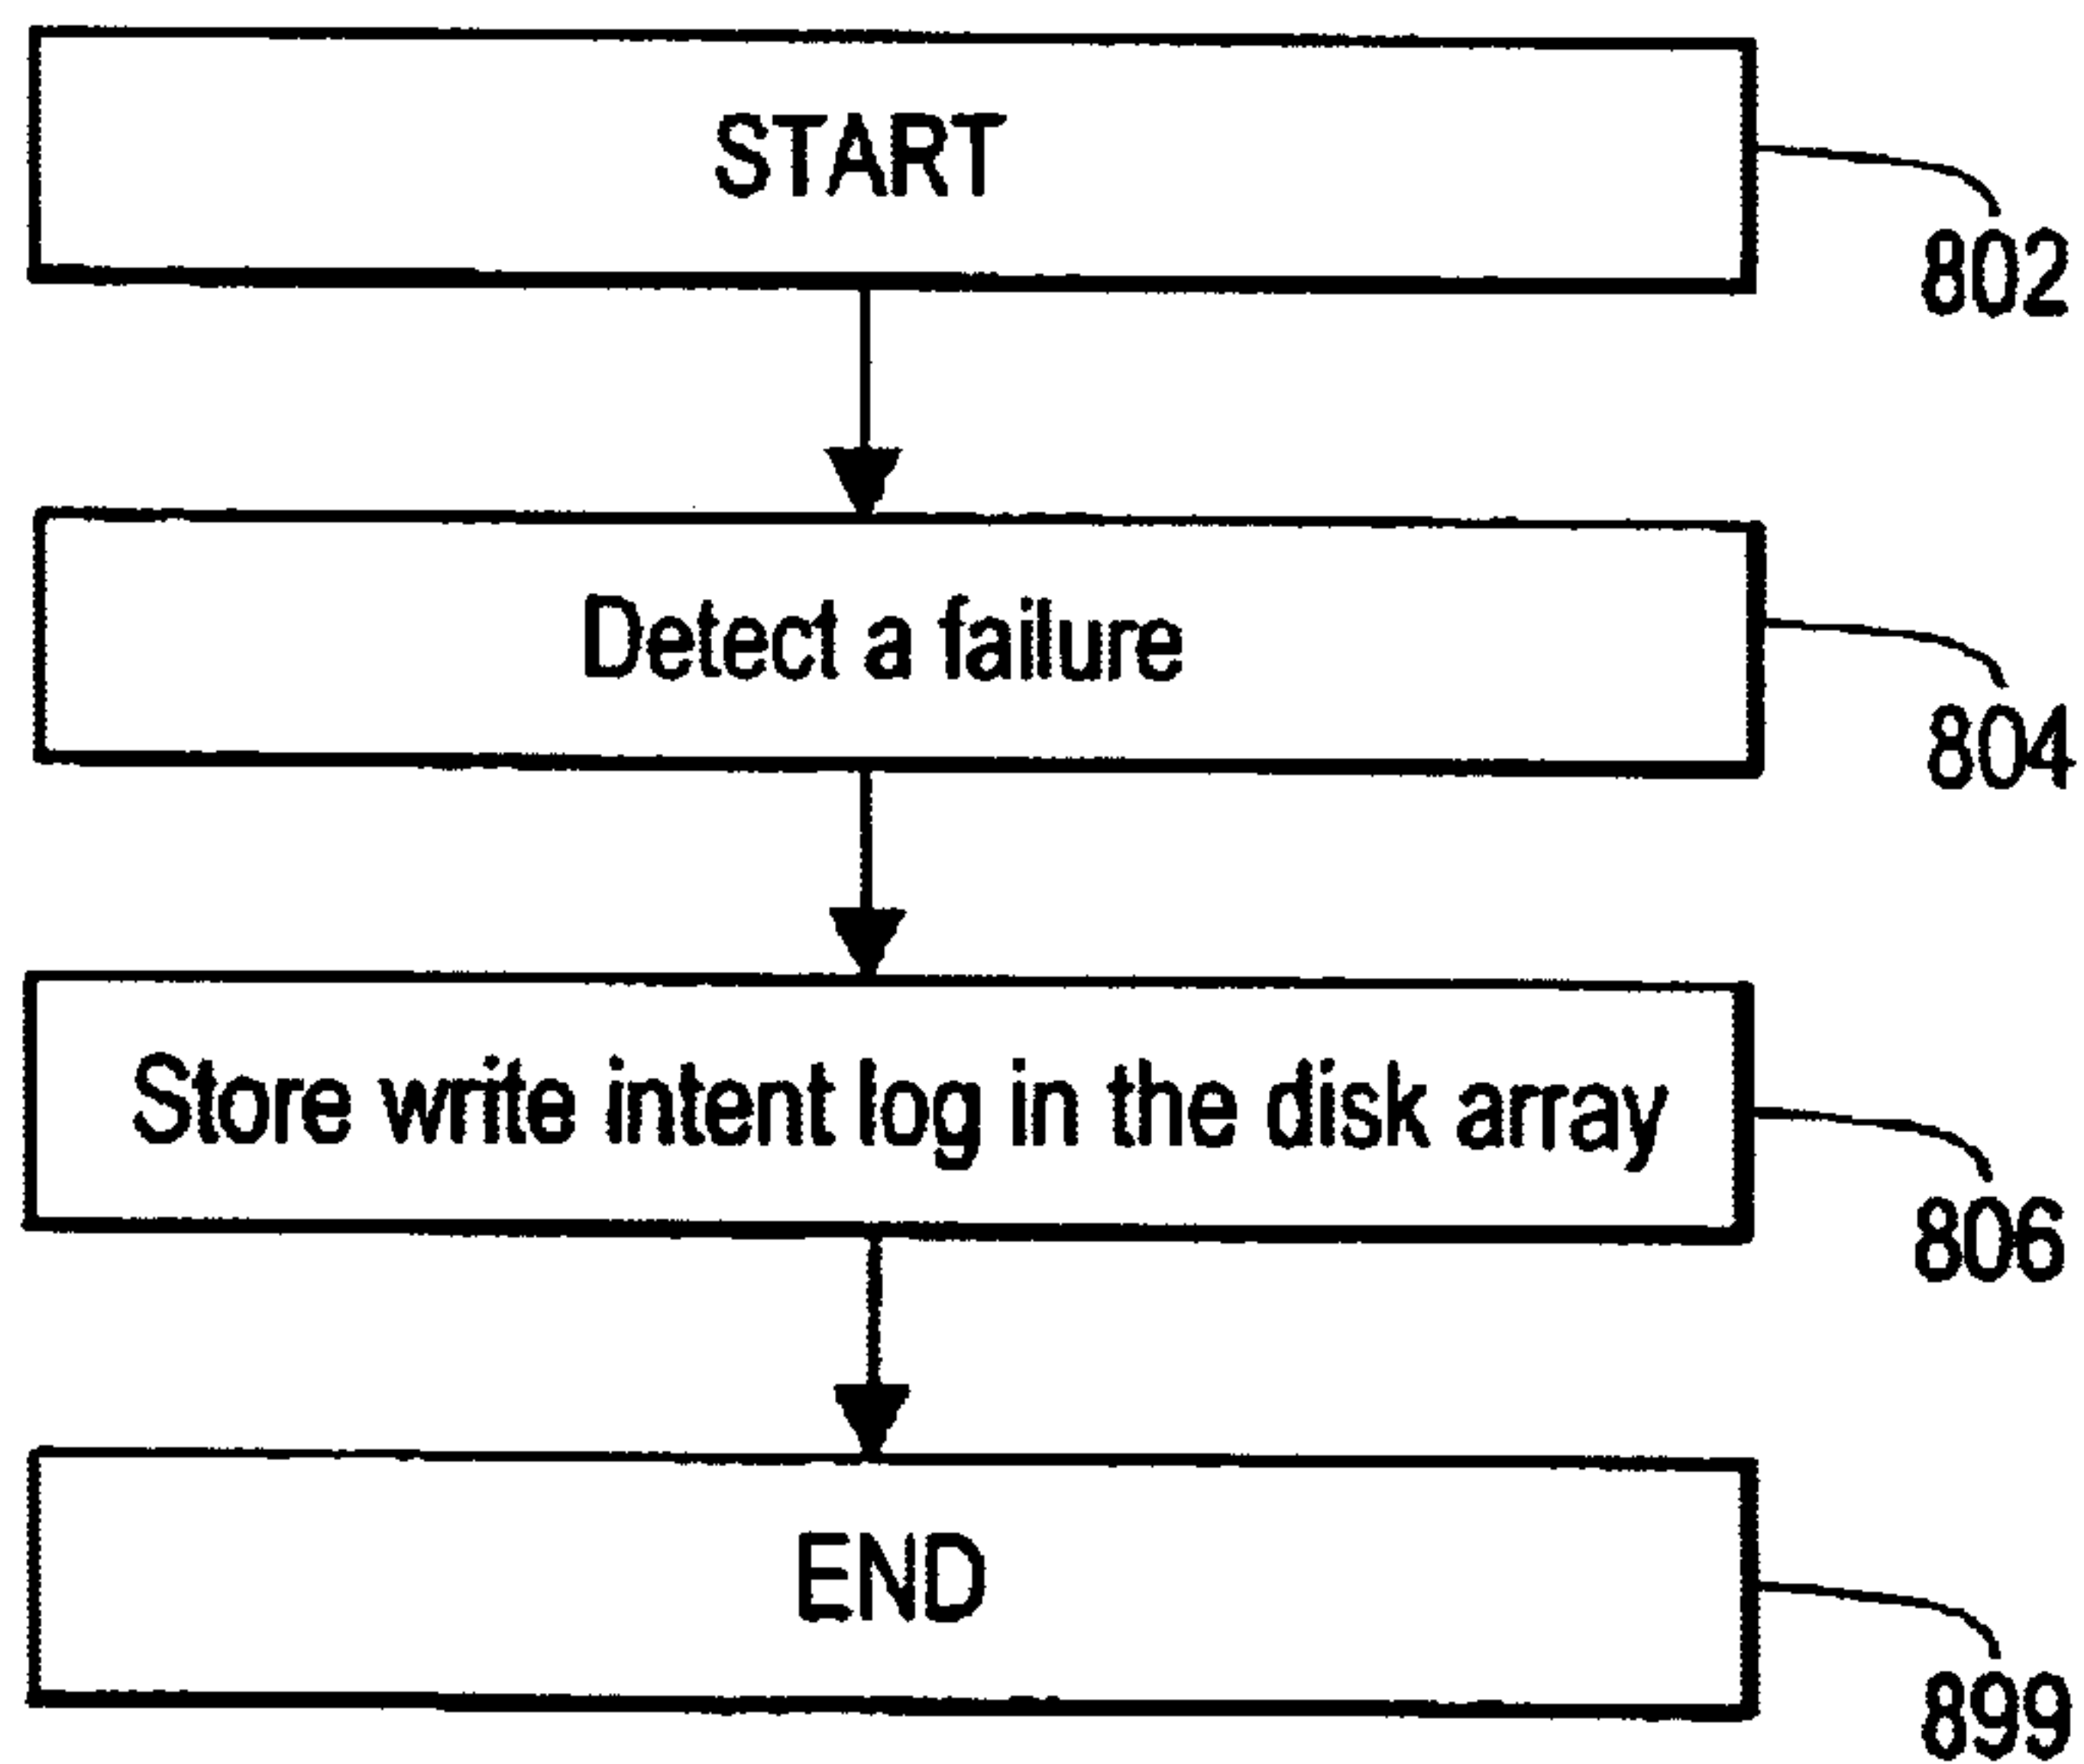 START
802
Detect a failure
804
Store write intent log in the disk array
806
END
899